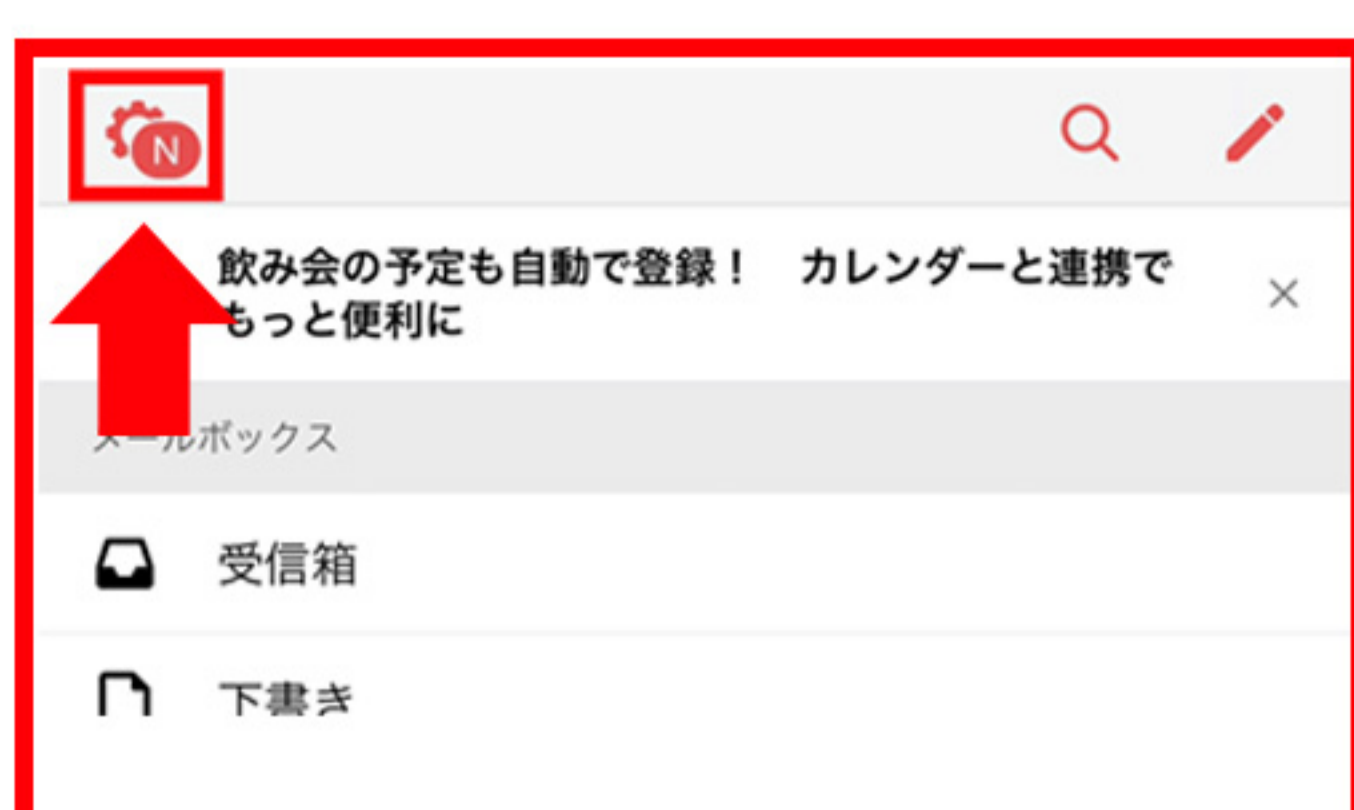 N
飲み会の予定も自動で登録！　カレンダーと連携で
もっと便利に
メールボックス
受信箱
下書き